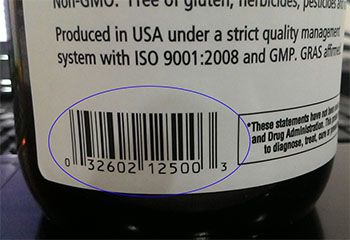 Non-GMO. Free of gluten, herbicides, pesticides
Produced in USA under a strict quality management
system with ISO 9001:2008 and GMP. GRAS affirmed
*These statements have not been
and Drug Administration. This
to diagnose, treat, cure or
0 32602 12500 3